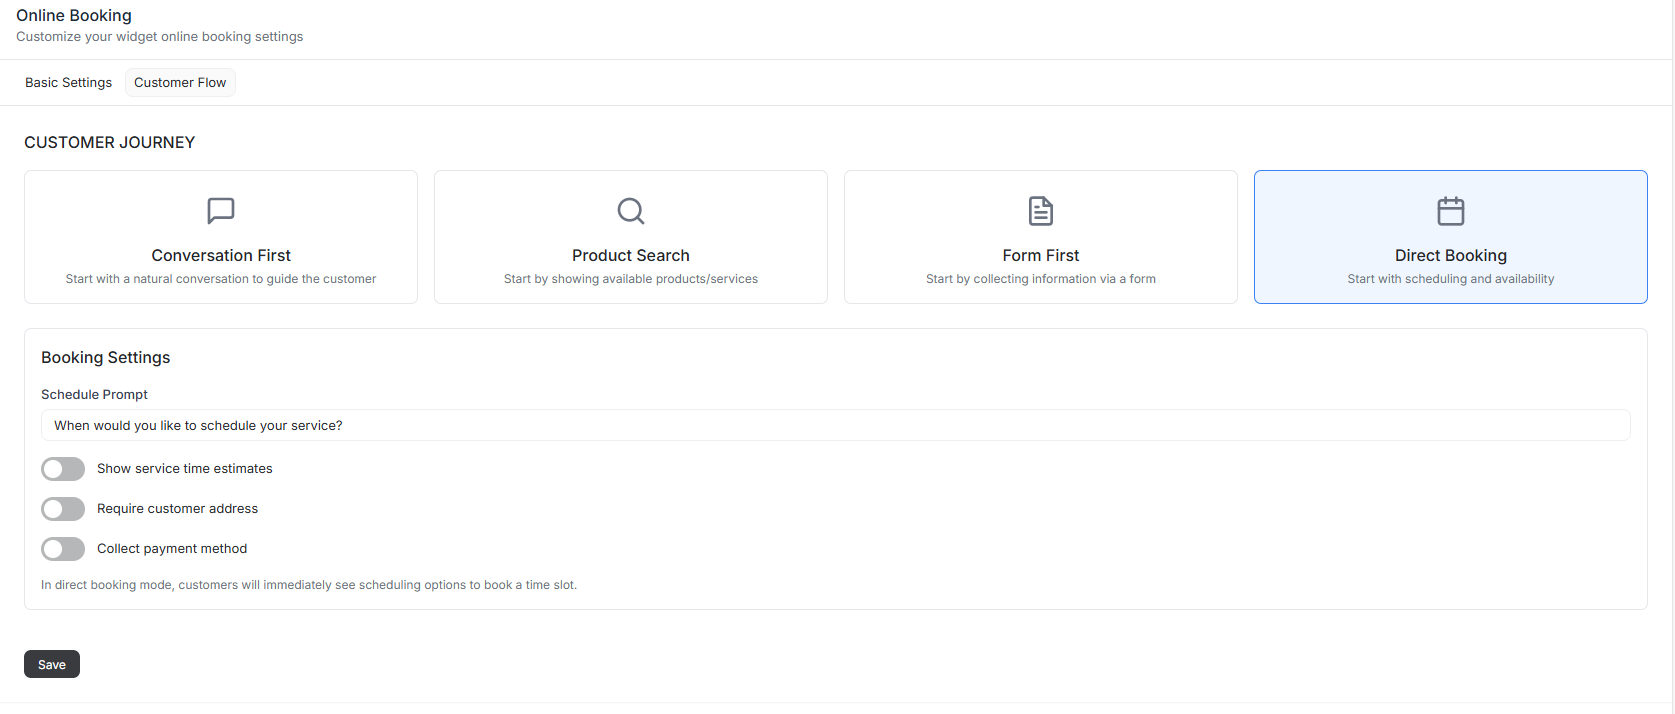 Online Booking
Customize your widget online booking settings
Basic Settings
Customer Flow
CUSTOMER JOURNEY
Conversation First
Start with a natural conversation to guide the customer
Product Search
Start by showing available products/services
Form First
Start by collecting information via a form
Direct Booking
Start with scheduling and availability
Booking Settings
Schedule Prompt
When would you like to schedule your service?
Show service time estimates
Require customer address
Collect payment method
In direct booking mode, customers will immediately see scheduling options to book a time slot.
Save